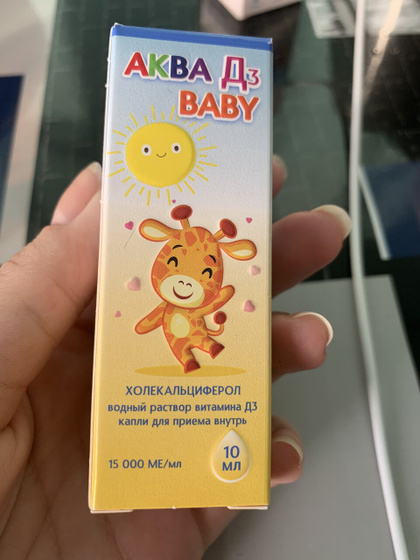 АКВА Д3
BABY
ХОЛЕКАЛЬЦИФЕРОЛ
водный раствор витамина Д3
капли для приема внутрь
15 000 МЕ/мл
10
МЛ